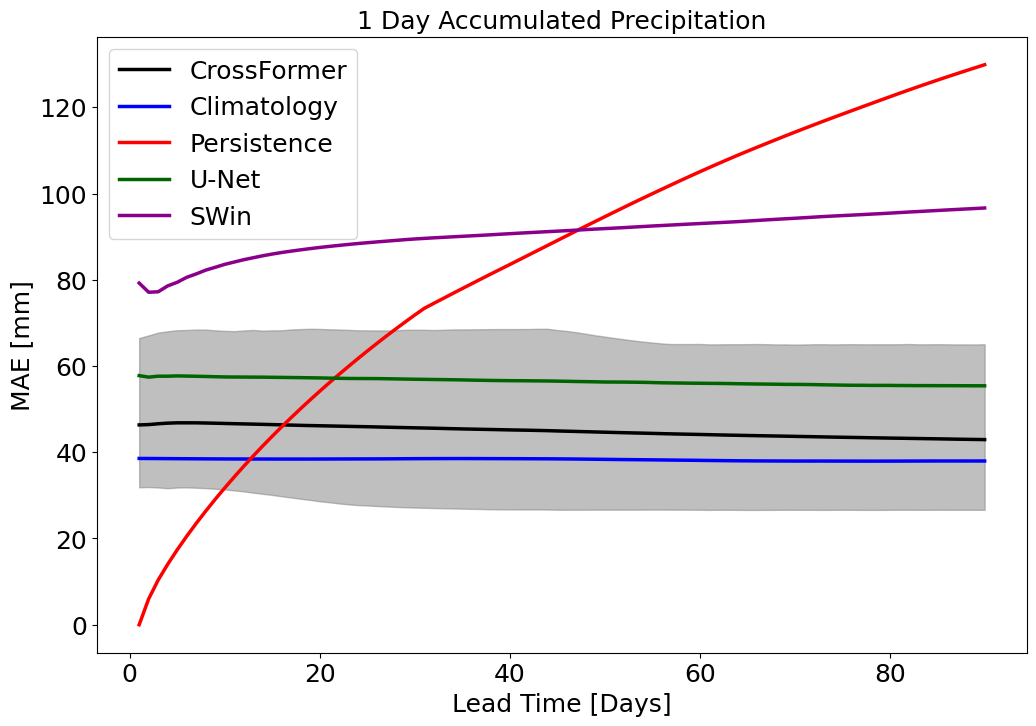 1 Day Accumulated Precipitation
CrossFormer
Climatology
Persistence
U-Net
SWin
MAE [mm]
120
100
80
60
40
20
0
0 20 40 60 80
Lead Time [Days]